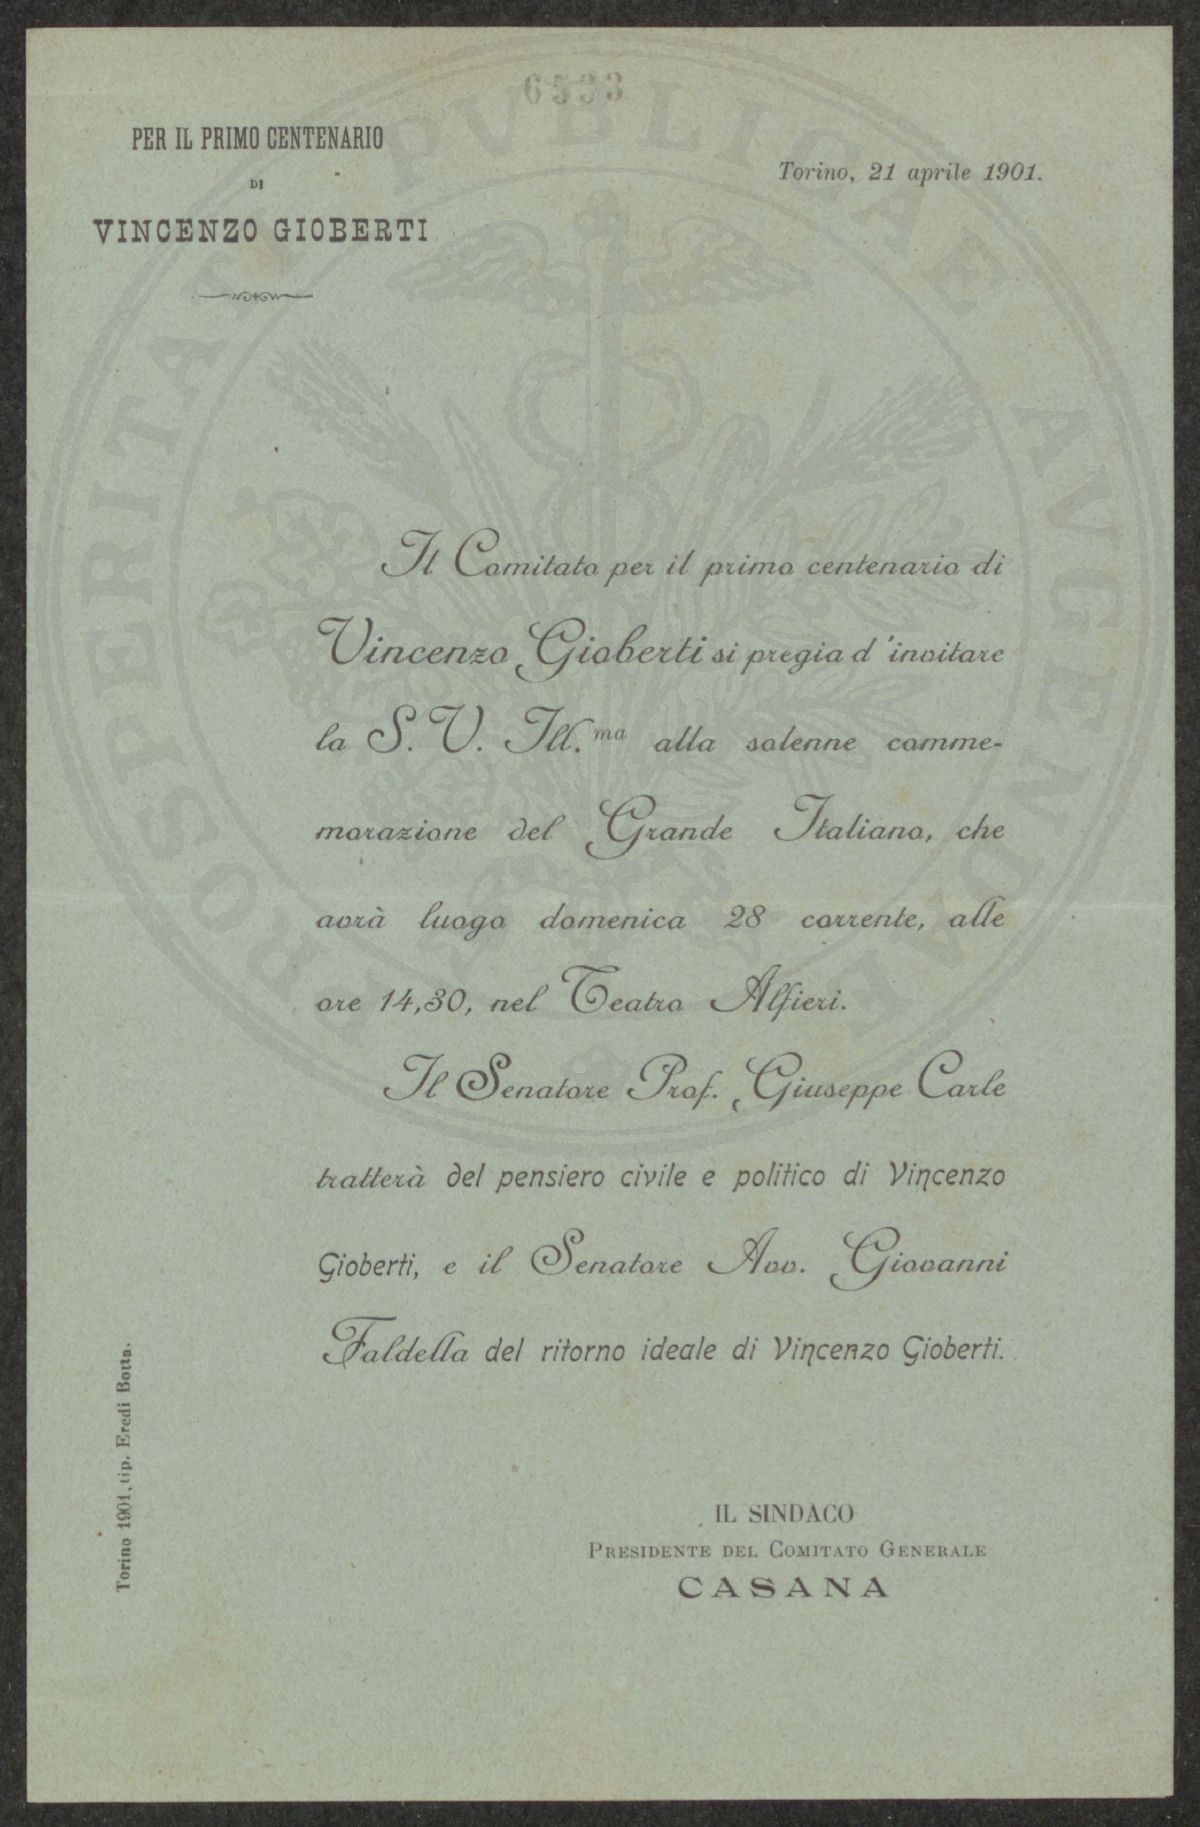 6533
PER IL PRIMO CENTENARIO
DI
VINCENZO GIOBERTI
Torino, 21 aprile 1901.
Il Comitato per il primo centenario di
Vincenzo Gioberti si pregia d'invitare
la S. V. Ill.ma alla solenne comme-
morazione del Grande Italiano, che
avrà luogo domenica 28 corrente, alle
ore 14,30, nel Teatro Alfieri.
Il Senatore Prof. Giuseppe Carle
tratterà del pensiero civile e politico di Vincenzo
Gioberti, e il Senatore Avv. Giovanni
Faldella del ritorno ideale di Vincenzo Gioberti.
IL SINDACO
PRESIDENTE DEL COMITATO GENERALE
CASANA
Torino 1901, tip. Eredi Botta.